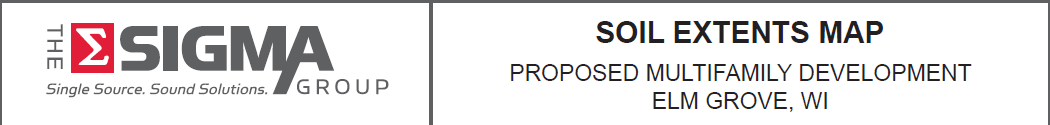 THE Σ SIGMA GROUP
Single Source. Sound Solutions.
SOIL EXTENTS MAP
PROPOSED MULTIFAMILY DEVELOPMENT
ELM GROVE, WI